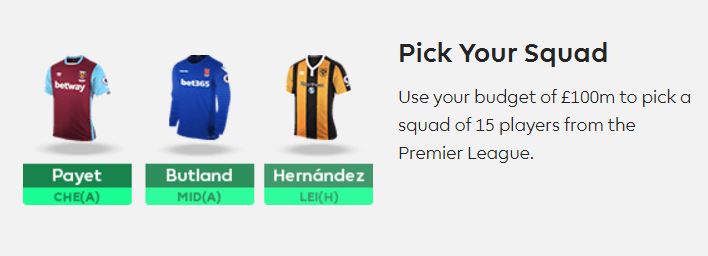 Pick Your Squad
Use your budget of £100m to pick a
squad of 15 players from the
Premier League.
betway
bet365
Payet
Butland
Hernández
CHE(A)
MID(A)
LEI(H)